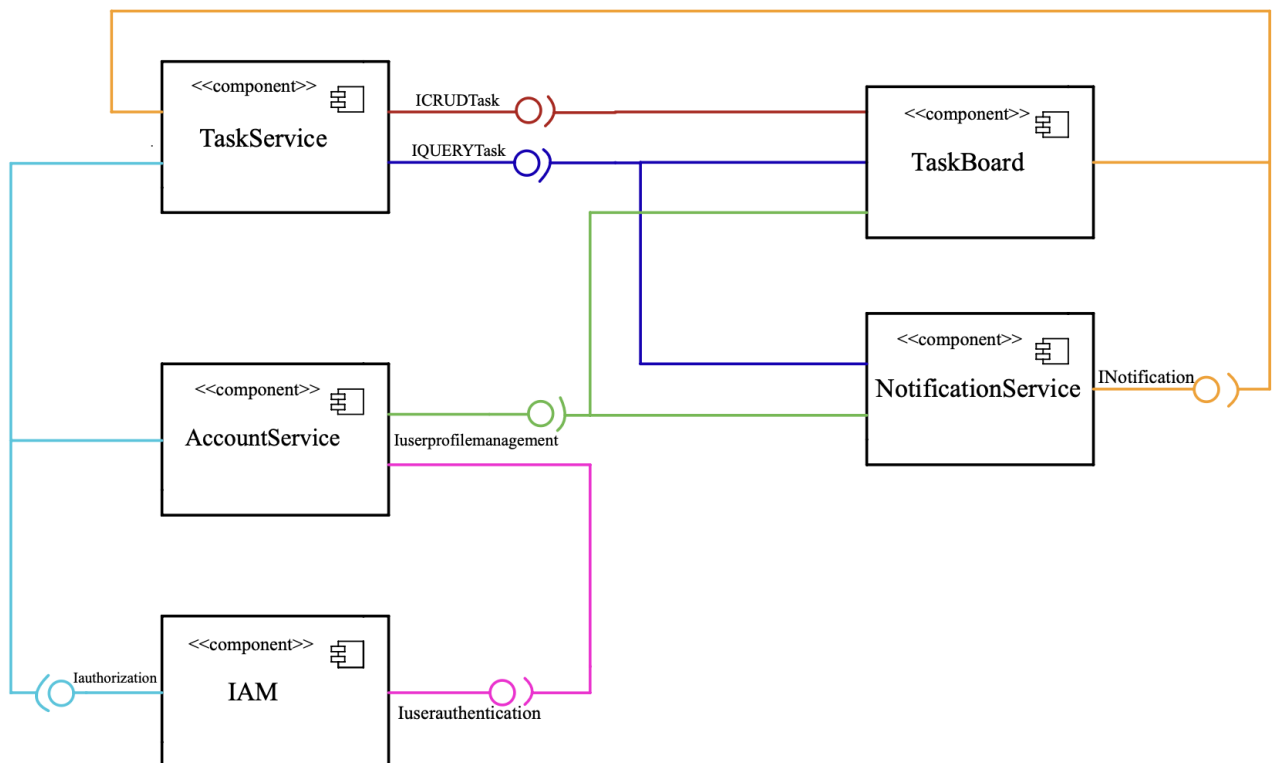 <<component>>
TaskService
ICRUDTask
IQUERYTask
<<component>>
TaskBoard
<<component>>
NotificationService
INotification
<<component>>
AccountService
Iuserprofilemanagement
<<component>>
IAM
Iauthorization
Iuserauthentication